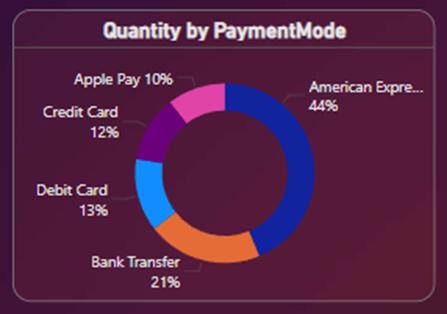 Quantity by PaymentMode
Apple Pay 10%
American Expre...
44%
Credit Card
12%
Debit Card
13%
Bank Transfer
21%